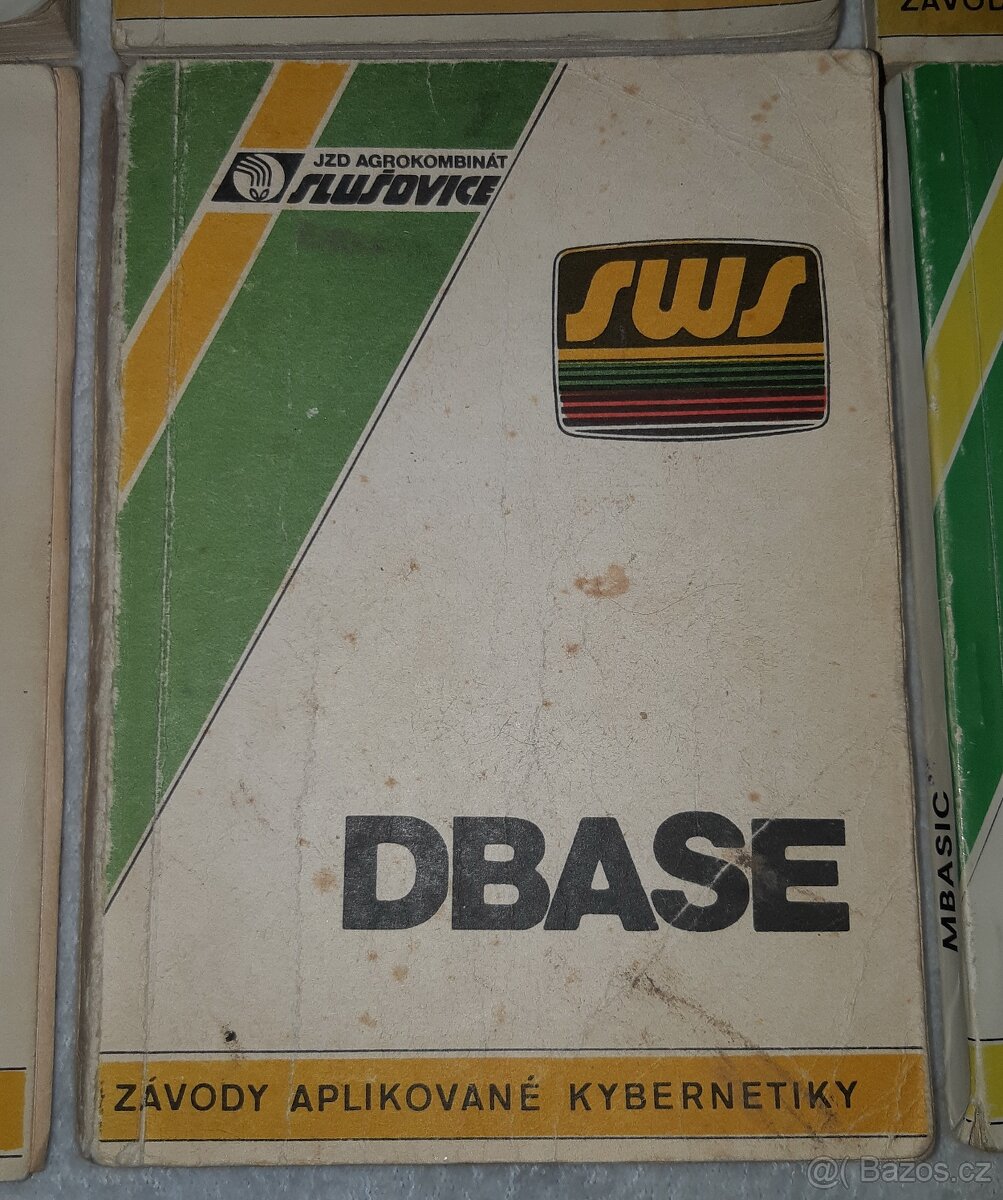 ZÁVOD
JZD AGROKOMBINÁT
SLUŠOVICE
SWS
DBASE
MBASIC
ZÁVODY APLIKOVANÉ KYBERNETIKY
@( Bazos.cz